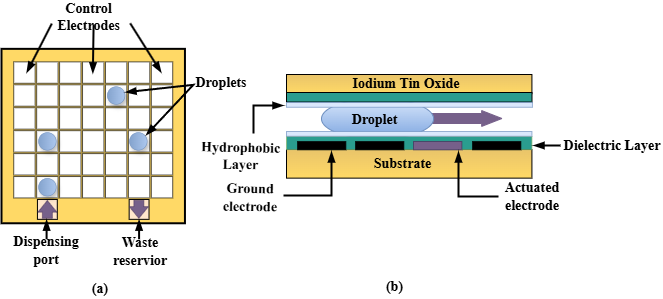 Control
Electrodes
Droplets
Dispensing
port
Waste
reservior
(a)
Iodium Tin Oxide
Droplet
Hydrophobic
Layer
Dielectric Layer
Substrate
Ground
electrode
Actuated
electrode
(b)